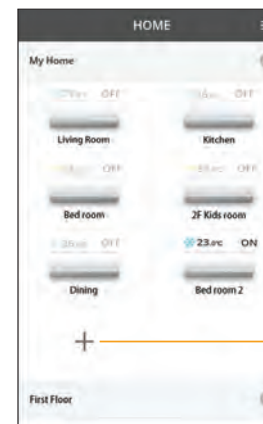 HOME
My Home
OFF OFF
Living Room Kitchen
OFF OFF
Bed room 2F Kids room
OFF 23.0°C ON
Dining Bed room 2
+
First Floor